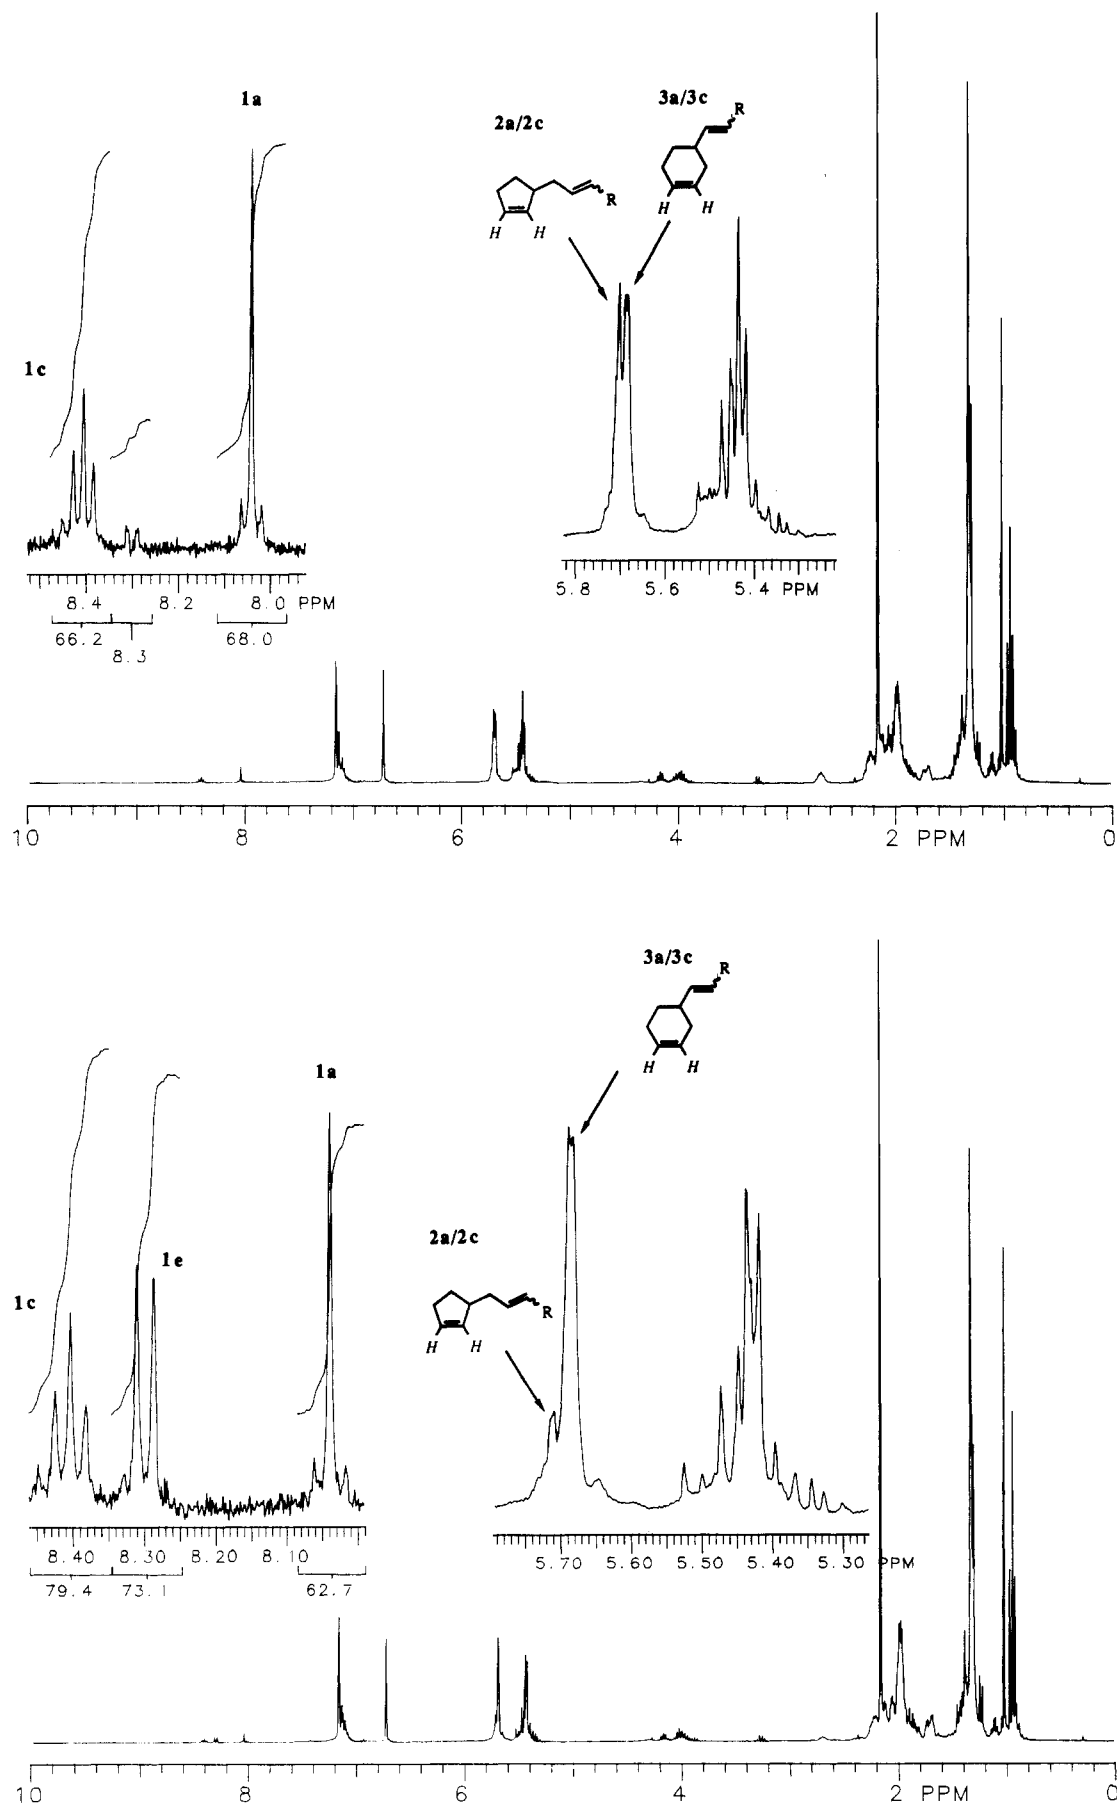 1a
3a/3c
R
2a/2c
R
H H
H H
1c
8.4 8.2 8.0 PPM
66.2 68.0
8.3
5.8 5.6 5.4 PPM
10 8 6 4 2 PPM 0
3a/3c
R
H H
1a
2a/2c
R
H H
1e
1c
8.40 8.30 8.20 8.10
79.4 73.1 62.7
5.70 5.60 5.50 5.40 5.30 PPM
10 8 6 4 2 PPM 0